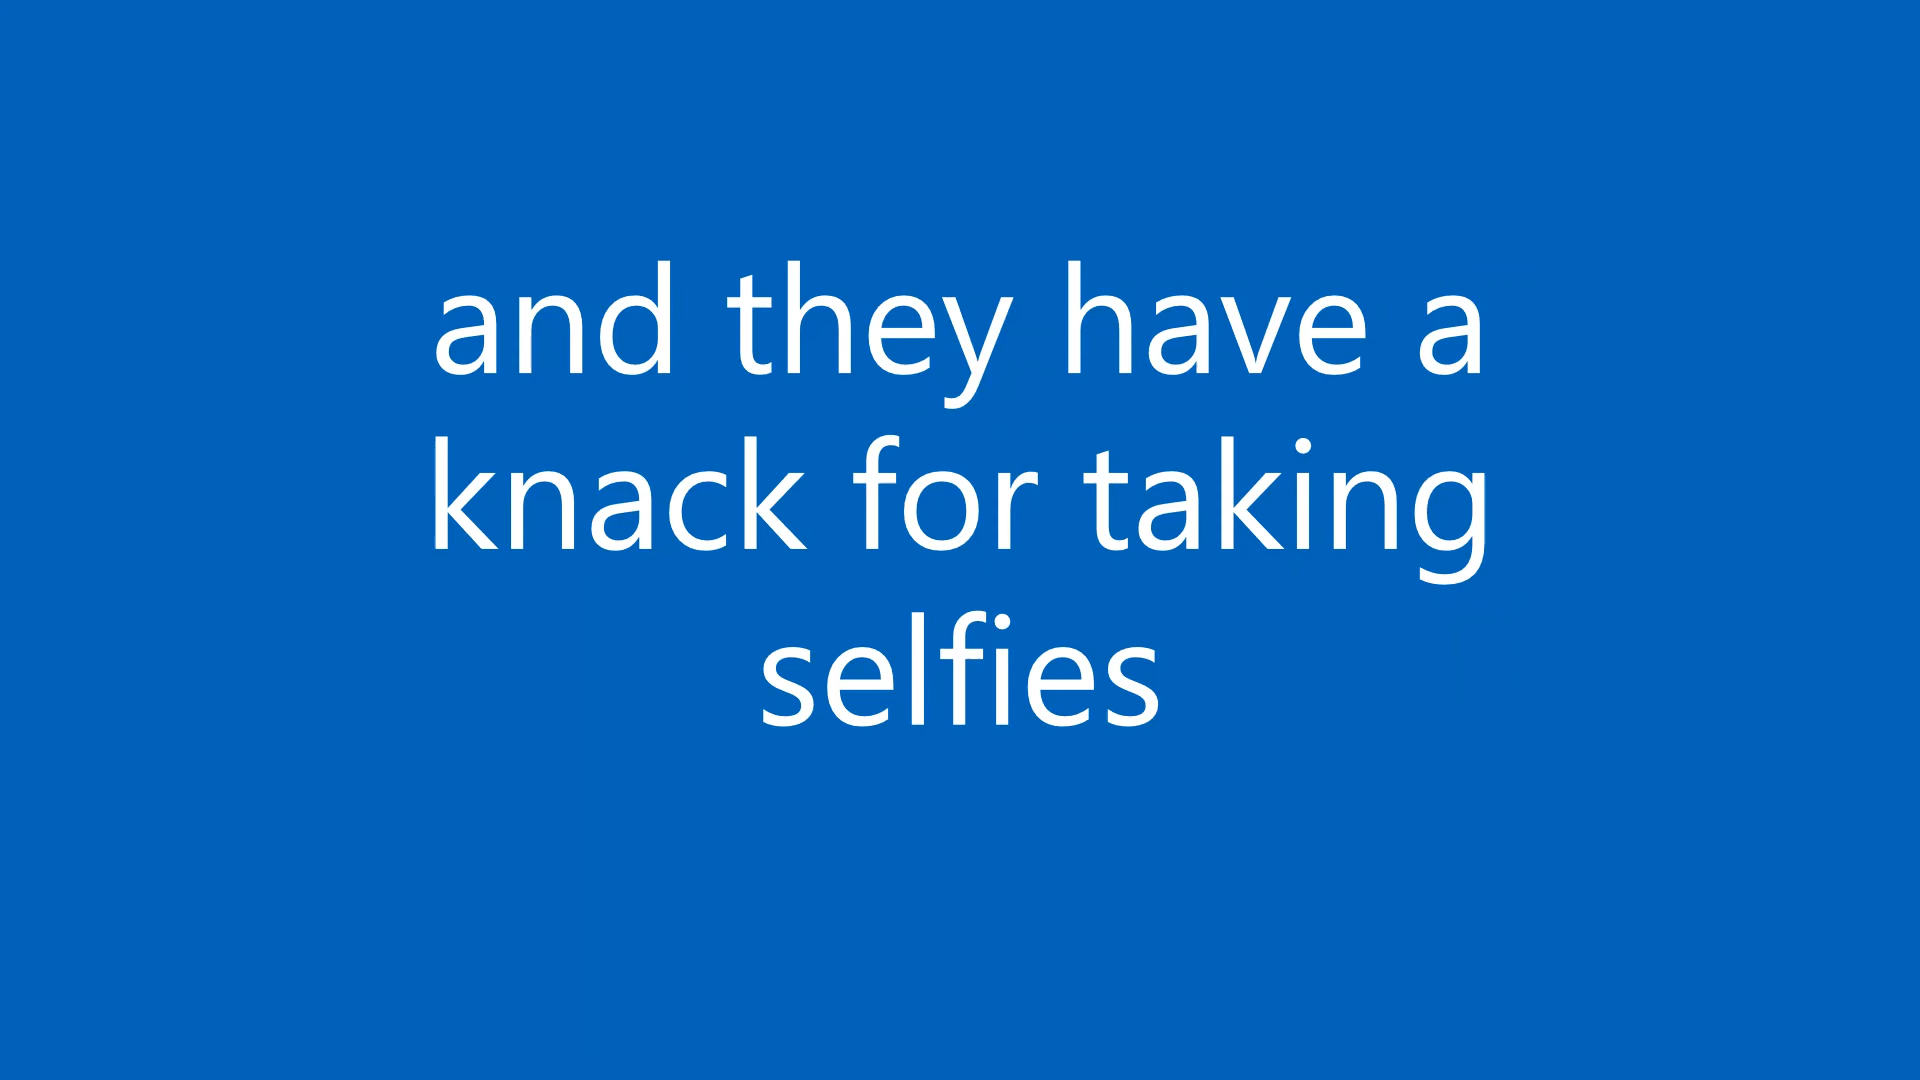 and they have a
knack for taking
selfies